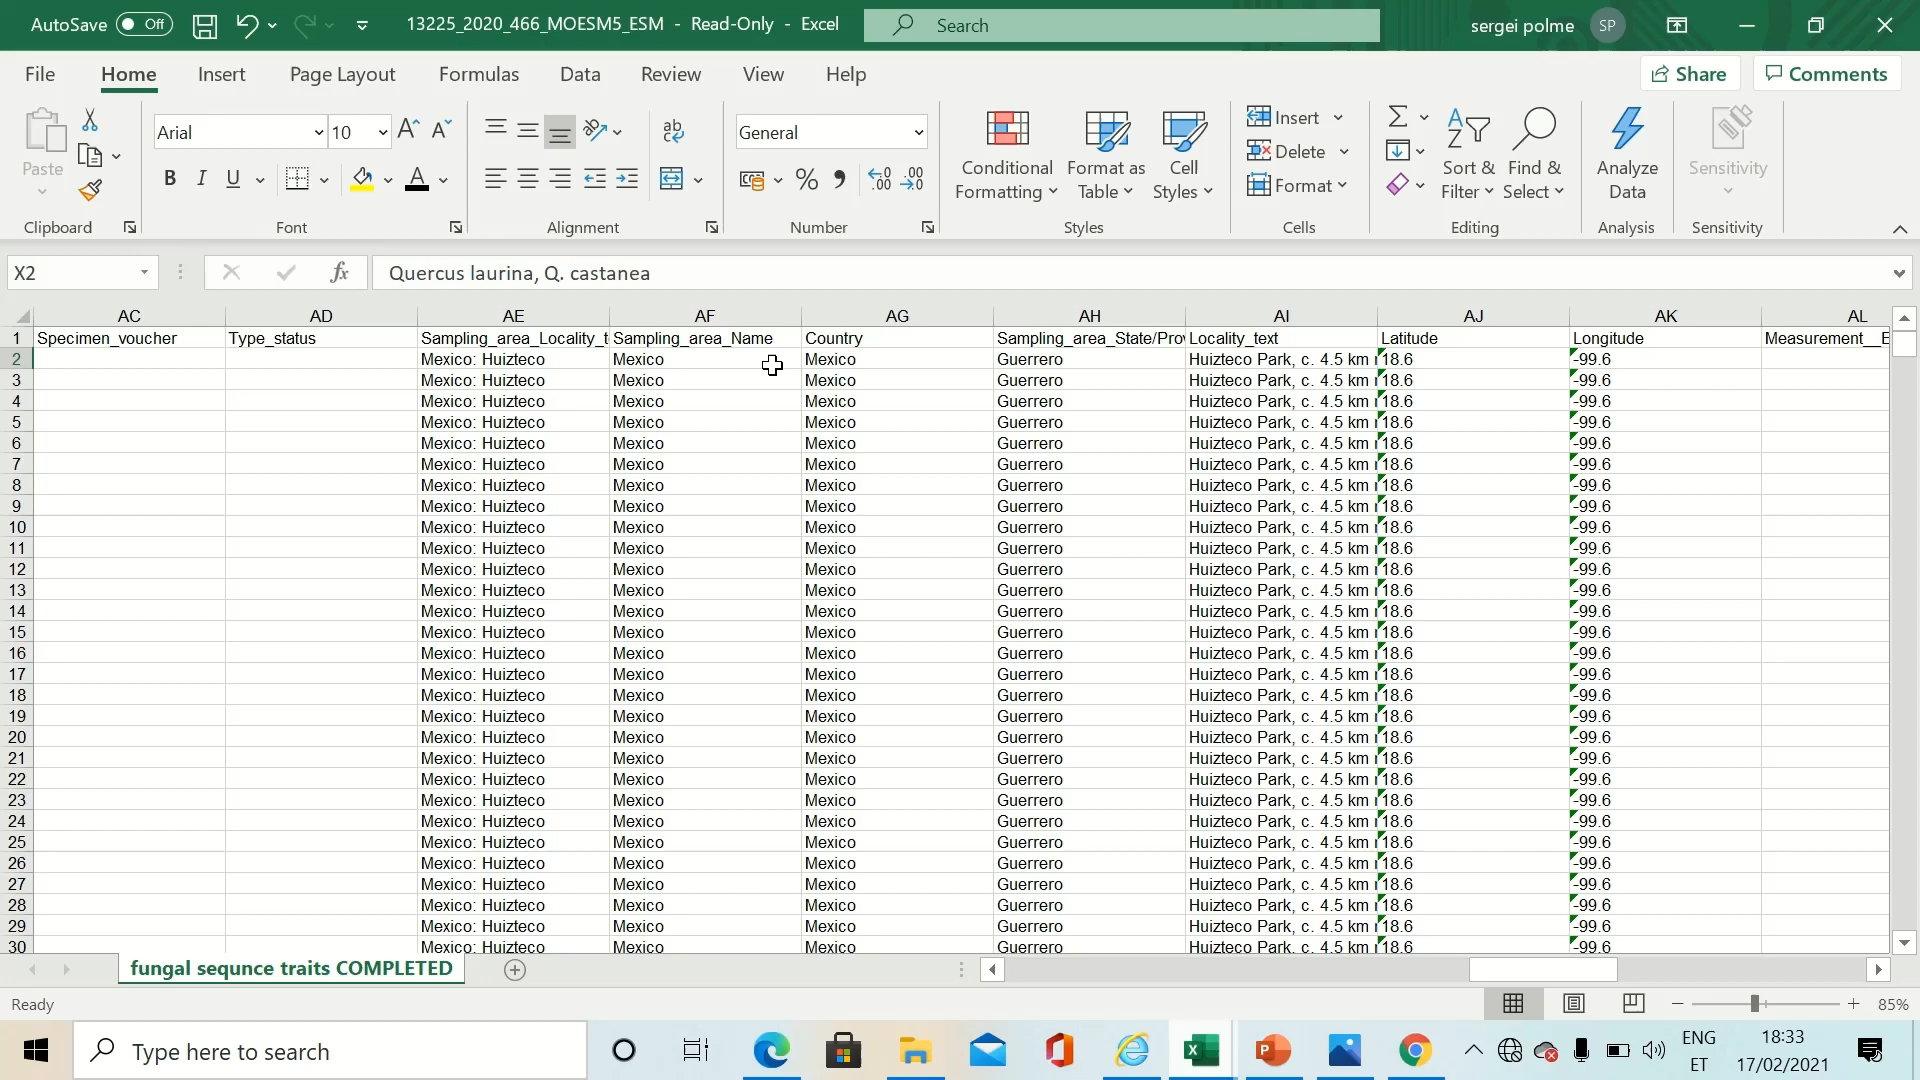 AutoSave Off 13225_2020_466_MOESM5_ESM - Read-Only - Excel Search sergei polme SP
File Home Insert Page Layout Formulas Data Review View Help Share Comments
Arial 10 General Insert
Paste Conditional Format as Cell Delete Sort & Find & Analyze Sensitivity
B I U Formatting Table Styles Format Filter Select Data
Clipboard Font Alignment Number Styles Cells Editing Analysis Sensitivity
X2 fx Quercus laurina, Q. castanea
AC AD AE AF AG AH AI AJ AK AL
1 Specimen_voucher Type_status Sampling_area_Locality_t Sampling_area_Name Country Sampling_area_State/Prov Locality_text Latitude Longitude Measurement__E
2 Mexico: Huizteco Mexico Mexico Guerrero Huizteco Park, c. 4.5 km 18.6 -99.6
3 Mexico: Huizteco Mexico Mexico Guerrero Huizteco Park, c. 4.5 km 18.6 -99.6
4 Mexico: Huizteco Mexico Mexico Guerrero Huizteco Park, c. 4.5 km 18.6 -99.6
5 Mexico: Huizteco Mexico Mexico Guerrero Huizteco Park, c. 4.5 km 18.6 -99.6
6 Mexico: Huizteco Mexico Mexico Guerrero Huizteco Park, c. 4.5 km 18.6 -99.6
7 Mexico: Huizteco Mexico Mexico Guerrero Huizteco Park, c. 4.5 km 18.6 -99.6
8 Mexico: Huizteco Mexico Mexico Guerrero Huizteco Park, c. 4.5 km 18.6 -99.6
9 Mexico: Huizteco Mexico Mexico Guerrero Huizteco Park, c. 4.5 km 18.6 -99.6
10 Mexico: Huizteco Mexico Mexico Guerrero Huizteco Park, c. 4.5 km 18.6 -99.6
11 Mexico: Huizteco Mexico Mexico Guerrero Huizteco Park, c. 4.5 km 18.6 -99.6
12 Mexico: Huizteco Mexico Mexico Guerrero Huizteco Park, c. 4.5 km 18.6 -99.6
13 Mexico: Huizteco Mexico Mexico Guerrero Huizteco Park, c. 4.5 km 18.6 -99.6
14 Mexico: Huizteco Mexico Mexico Guerrero Huizteco Park, c. 4.5 km 18.6 -99.6
15 Mexico: Huizteco Mexico Mexico Guerrero Huizteco Park, c. 4.5 km 18.6 -99.6
16 Mexico: Huizteco Mexico Mexico Guerrero Huizteco Park, c. 4.5 km 18.6 -99.6
17 Mexico: Huizteco Mexico Mexico Guerrero Huizteco Park, c. 4.5 km 18.6 -99.6
18 Mexico: Huizteco Mexico Mexico Guerrero Huizteco Park, c. 4.5 km 18.6 -99.6
19 Mexico: Huizteco Mexico Mexico Guerrero Huizteco Park, c. 4.5 km 18.6 -99.6
20 Mexico: Huizteco Mexico Mexico Guerrero Huizteco Park, c. 4.5 km 18.6 -99.6
21 Mexico: Huizteco Mexico Mexico Guerrero Huizteco Park, c. 4.5 km 18.6 -99.6
22 Mexico: Huizteco Mexico Mexico Guerrero Huizteco Park, c. 4.5 km 18.6 -99.6
23 Mexico: Huizteco Mexico Mexico Guerrero Huizteco Park, c. 4.5 km 18.6 -99.6
24 Mexico: Huizteco Mexico Mexico Guerrero Huizteco Park, c. 4.5 km 18.6 -99.6
25 Mexico: Huizteco Mexico Mexico Guerrero Huizteco Park, c. 4.5 km 18.6 -99.6
26 Mexico: Huizteco Mexico Mexico Guerrero Huizteco Park, c. 4.5 km 18.6 -99.6
27 Mexico: Huizteco Mexico Mexico Guerrero Huizteco Park, c. 4.5 km 18.6 -99.6
28 Mexico: Huizteco Mexico Mexico Guerrero Huizteco Park, c. 4.5 km 18.6 -99.6
29 Mexico: Huizteco Mexico Mexico Guerrero Huizteco Park, c. 4.5 km 18.6 -99.6
30 Mexico: Huizteco Mexico Mexico Guerrero Huizteco Park, c. 4.5 km 18.6 -99.6
fungal sequnce traits COMPLETED
Ready 85%
Type here to search ENG 18:33
ET 17/02/2021